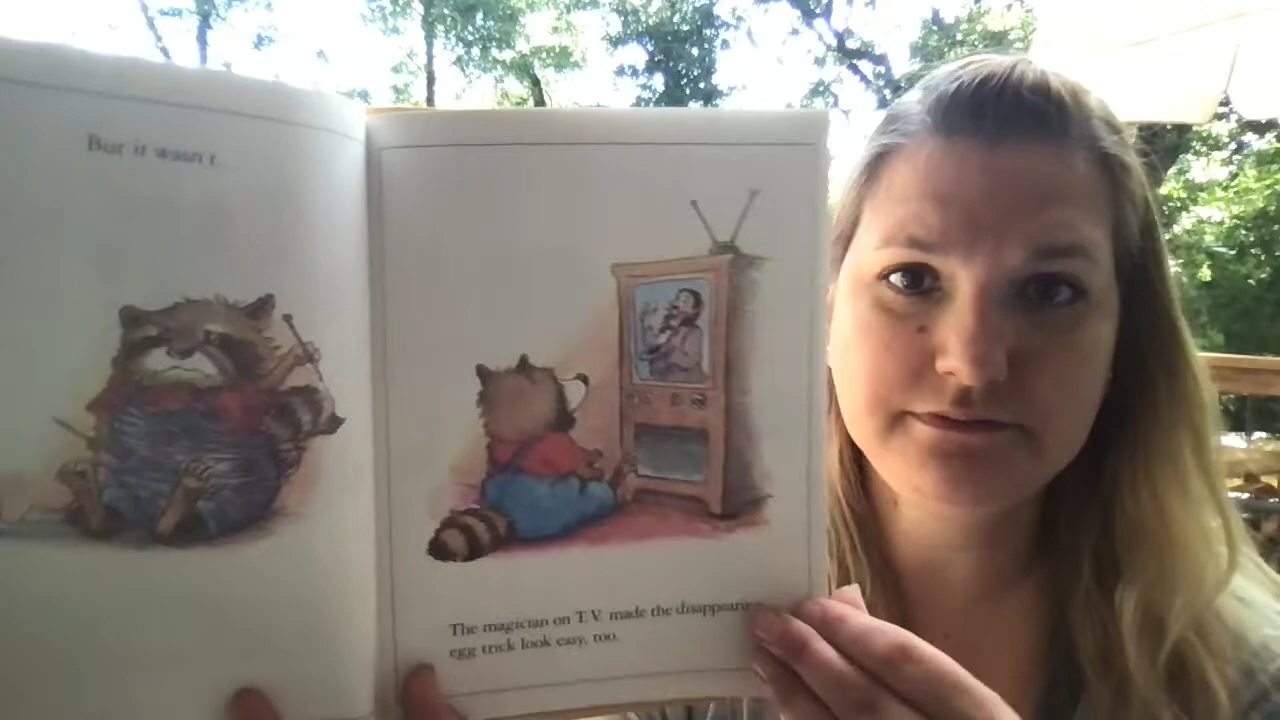 But it wasn't.
The magician on T.V. made the disappearing
egg trick look easy, too.